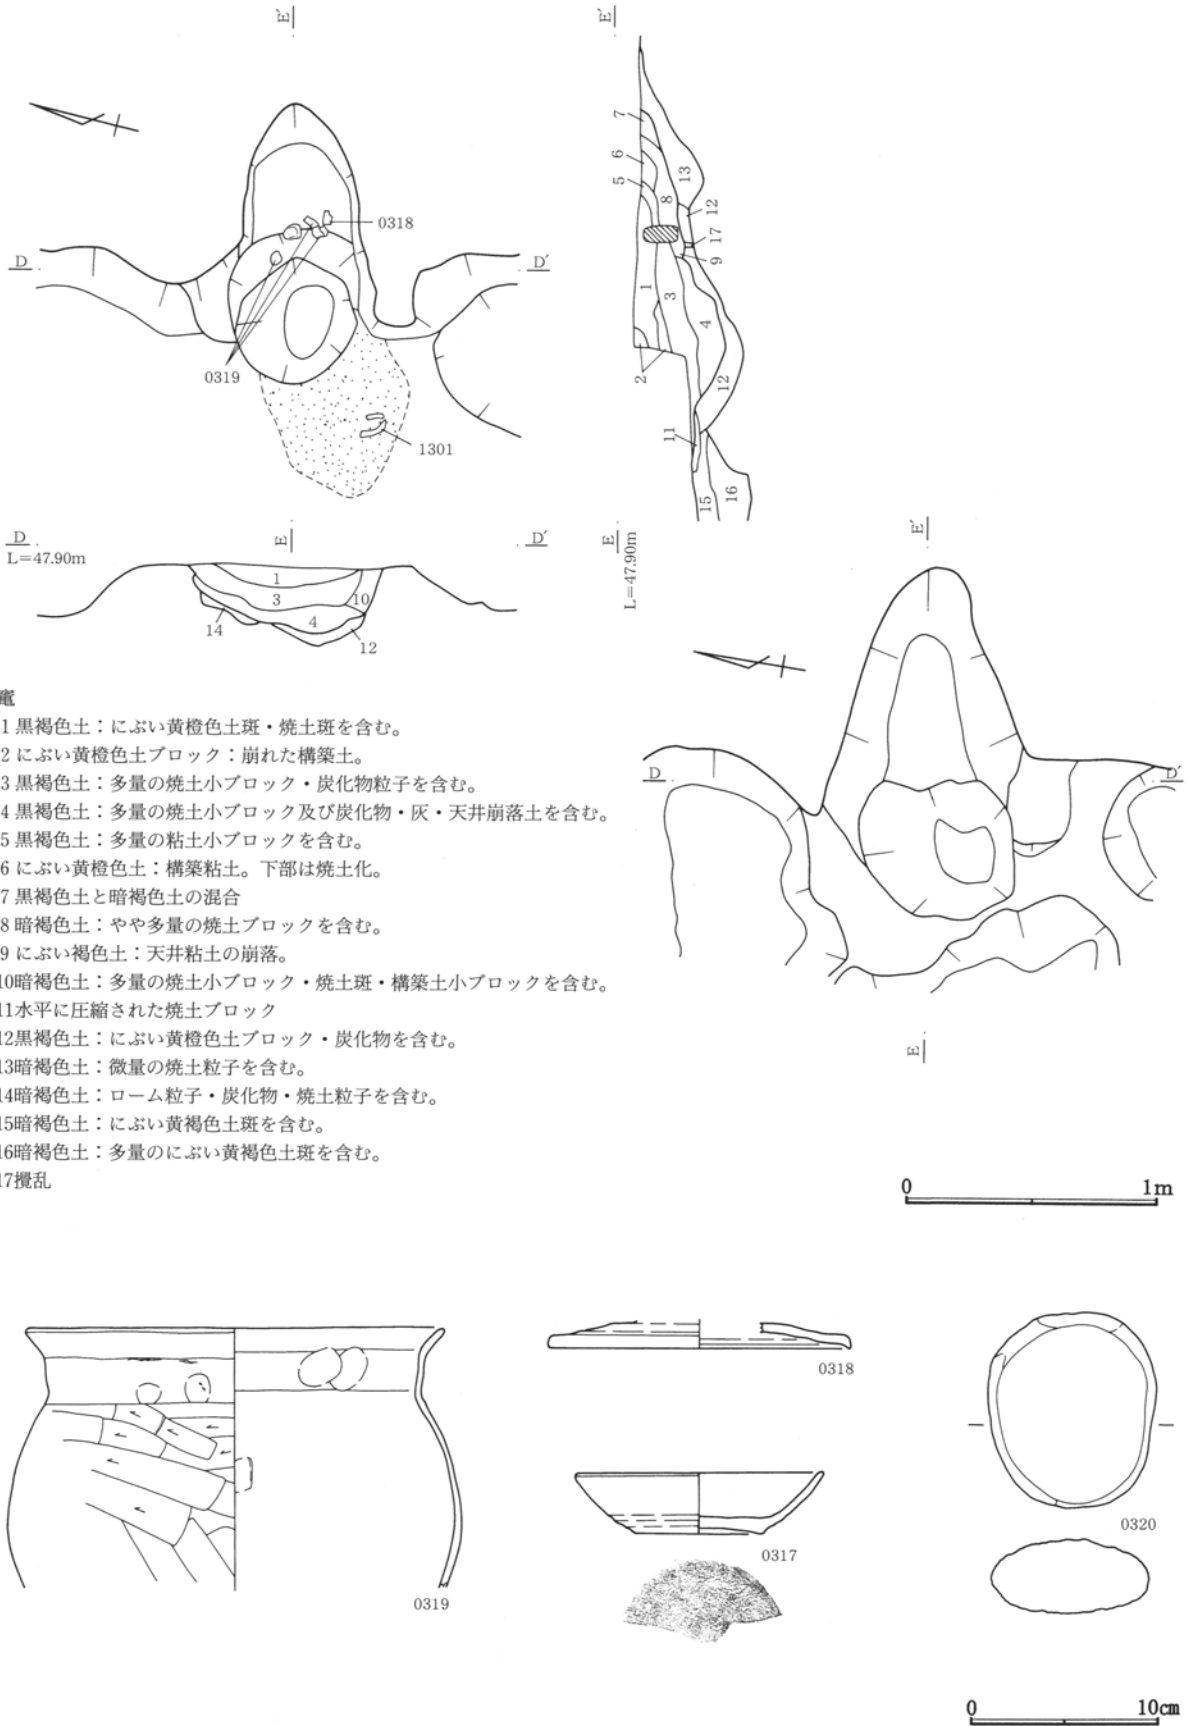 E′
E′
0318
D
D′
0319
1301
7
6
5
13
8
12
17
9
1
3
4
2
12
11
15
16
D
L=47.90m
E
D′
E
L=47.90m
1
3
10
4
14
12
E′
D
D′
E
竃
1 黒褐色土：にぶい黄橙色土斑・焼土斑を含む。
2 にぶい黄橙色土ブロック：崩れた構築土。
3 黒褐色土：多量の焼土小ブロック・炭化物粒子を含む。
4 黒褐色土：多量の焼土小ブロック及び炭化物・灰・天井崩落土を含む。
5 黒褐色土：多量の粘土小ブロックを含む。
6 にぶい黄橙色土：構築粘土。下部は焼土化。
7 黒褐色土と暗褐色土の混合
8 暗褐色土：やや多量の焼土ブロックを含む。
9 にぶい褐色土：天井粘土の崩落。
10暗褐色土：多量の焼土小ブロック・焼土斑・構築土小ブロックを含む。
11水平に圧縮された焼土ブロック
12黒褐色土：にぶい黄橙色土ブロック・炭化物を含む。
13暗褐色土：微量の焼土粒子を含む。
14暗褐色土：ローム粒子・炭化物・焼土粒子を含む。
15暗褐色土：にぶい黄褐色土斑を含む。
16暗褐色土：多量のにぶい黄褐色土斑を含む。
17攪乱
0 1m
0319
0318
0317
0320
0 10cm